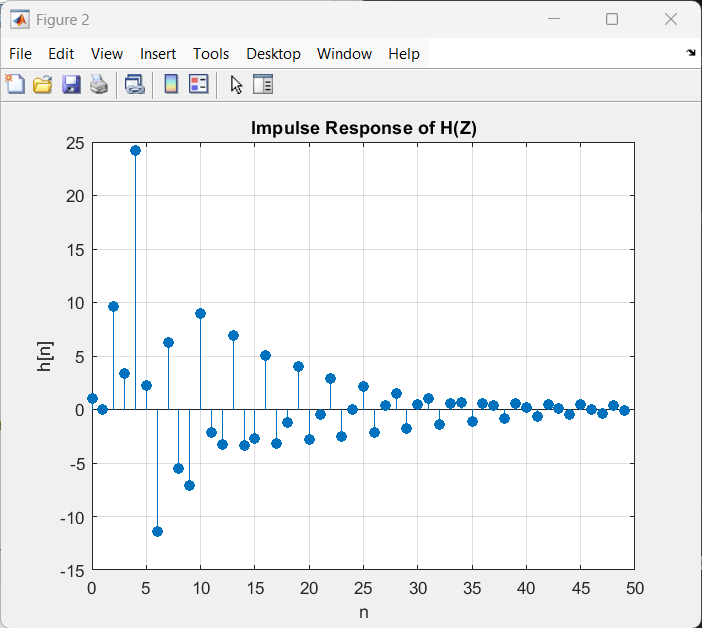 Figure 2
File Edit View Insert Tools Desktop Window Help
Impulse Response of H(Z)
25
20
15
10
5
0
-5
-10
-15
h[n]
0 5 10 15 20 25 30 35 40 45 50
n